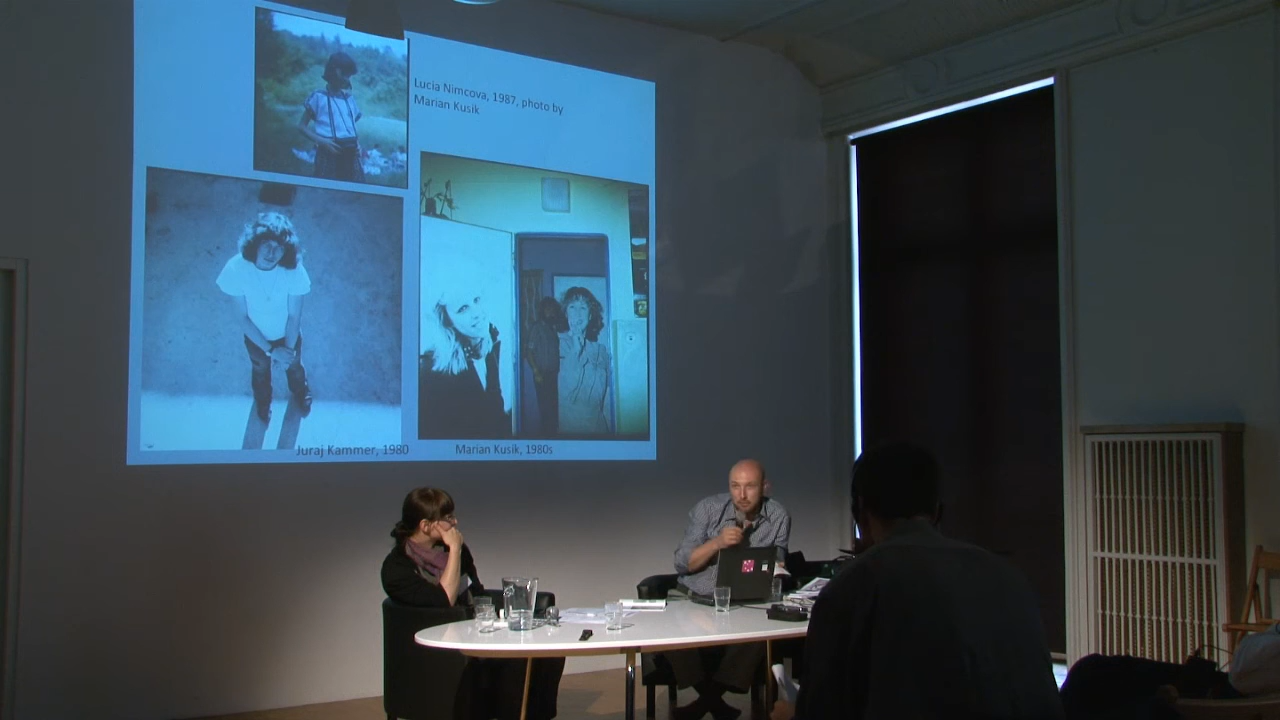 Lucia Nimcova, 1987, photo by
Marian Kusik
Juraj Kammer, 1980
Marian Kusik, 1980s